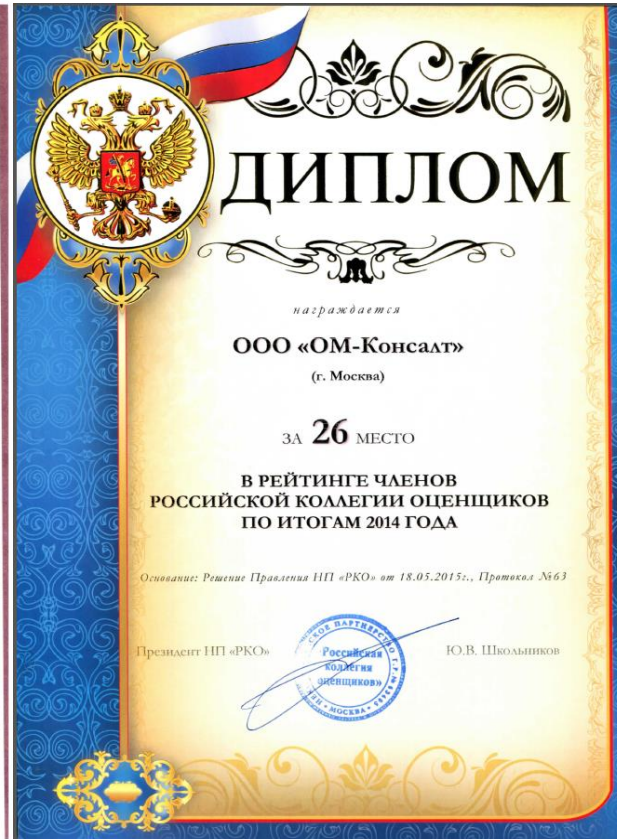 ДИПЛОМ
награждается
ООО «ОМ-Консалт»
(г. Москва)
ЗА 26 МЕСТО
В РЕЙТИНГЕ ЧЛЕНОВ
РОССИЙСКОЙ КОЛЛЕГИИ ОЦЕНЩИКОВ
ПО ИТОГАМ 2014 ГОДА
Основание: Решение Правления НП «РКО» от 18.05.2015г., Протокол №63
Президент НП «РКО»
Ю.В. Школьников
ПАРТНЕРСТВО
Российская
коллегия
оценщиков»
МОСКВА